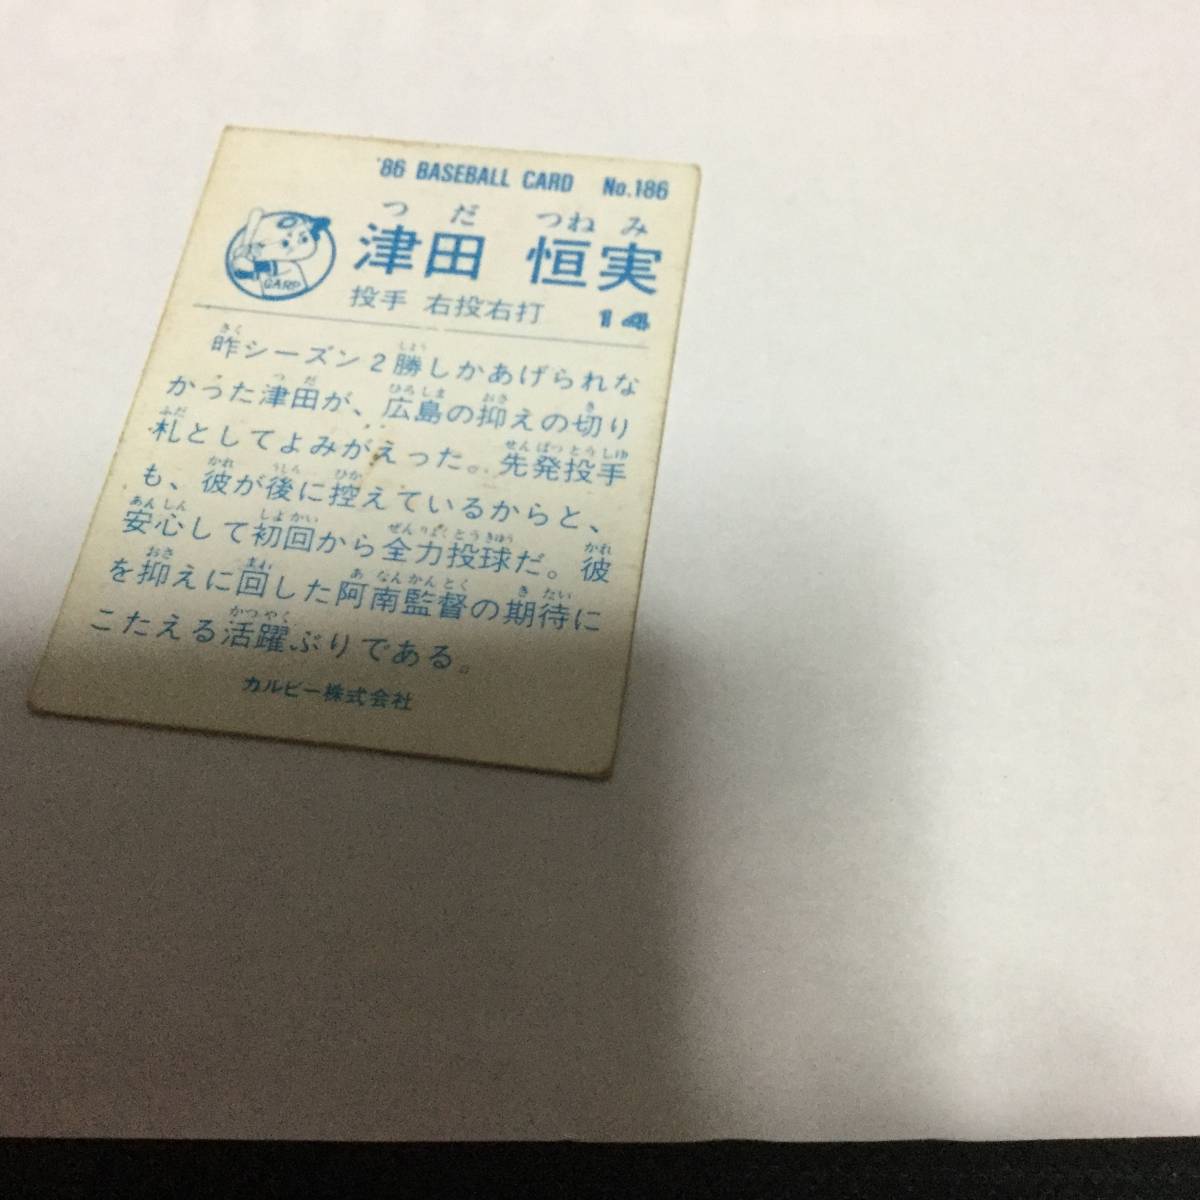 '86 BASEBALL CARD No.186
つだ つねみ
津田 恒実
CARP
投手 右投右打 14
昨シーズン2勝しかあげられな
かった津田が、広島の抑えの切り
札としてよみがえった。先発投手
も、彼が後に控えているからと、
安心して初回から全力投球だ。彼
を抑えに回した阿南監督の期待に
こたえる活躍ぶりである。
カルビー株式会社